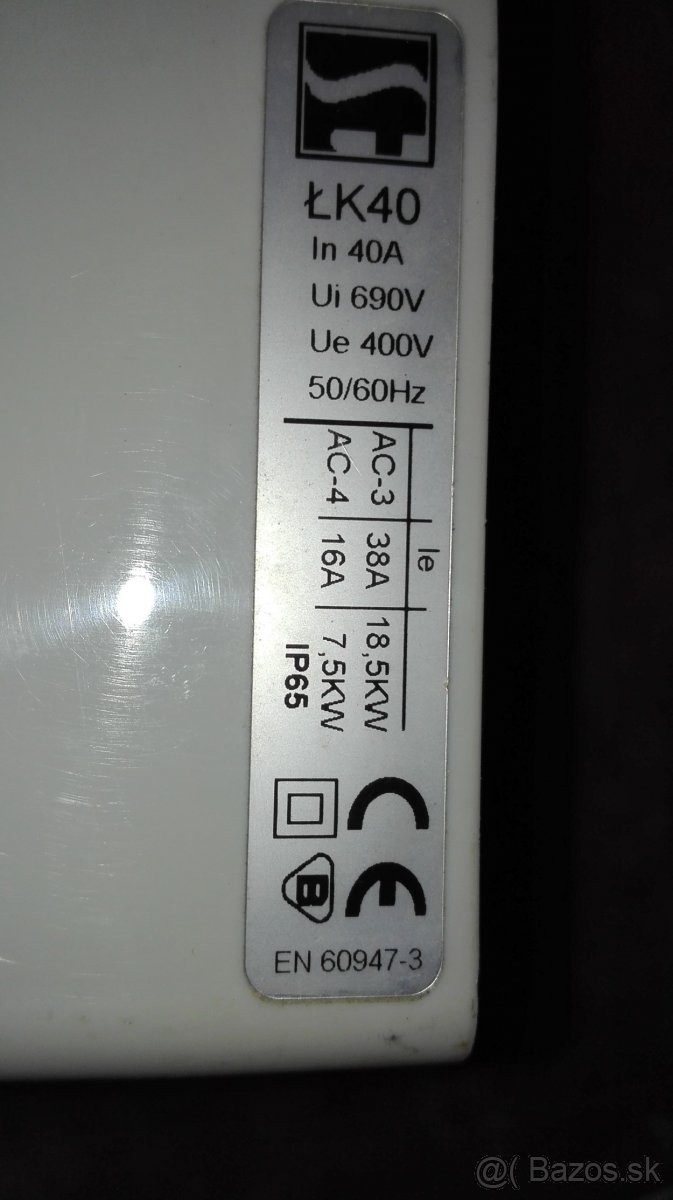 ŁK40
In 40A
Ui 690V
Ue 400V
50/60Hz
Ie
AC-3 38A 18,5KW
AC-4 16A 7,5KW
IP65
CE
B
EN 60947-3
@( Bazos.sk